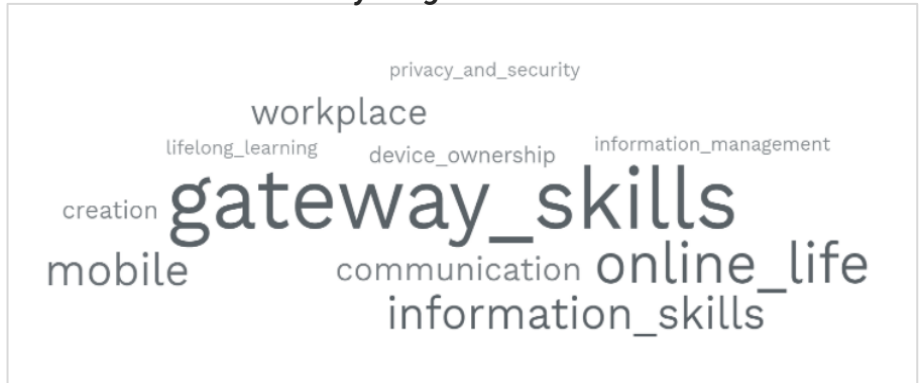 privacy_and_security
workplace
lifelong_learning
device_ownership
information_management
creation
gateway_skills
mobile
communication
online_life
information_skills